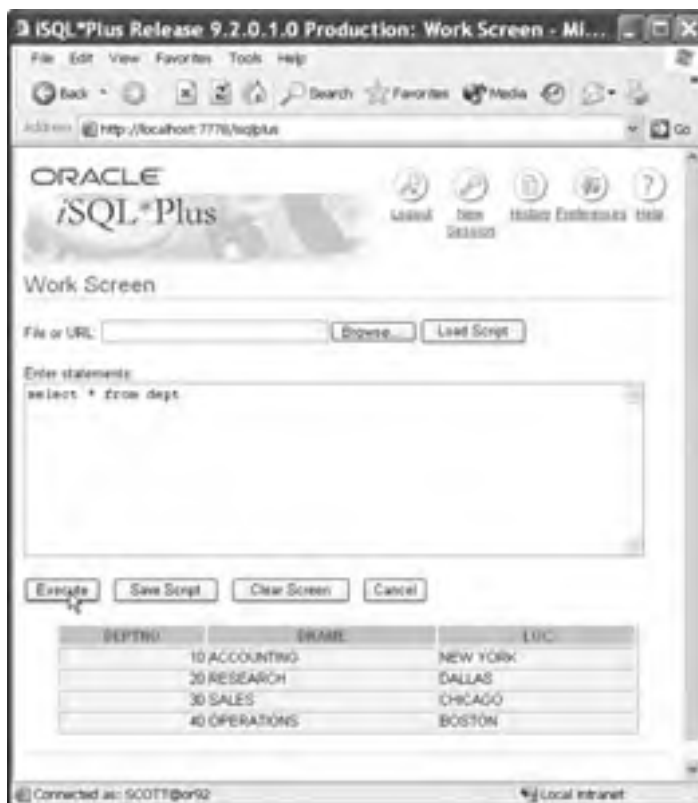 iSQL*Plus Release 9.2.0.1.0 Production: Work Screen - Mi...
File Edit View Favorites Tools Help
Back Search Favorites Media
Address http://localhost:7778/isqlplus Go
ORACLE
iSQL*Plus
Logout New Session History Preferences Help
Work Screen
File or URL: Browse... Load Script
Enter statements:
select * from dept
Execute Save Script Clear Screen Cancel
DEPTNO DNAME LOC
10 ACCOUNTING NEW YORK
20 RESEARCH DALLAS
30 SALES CHICAGO
40 OPERATIONS BOSTON
Connected as: SCOTT@or92 Local intranet